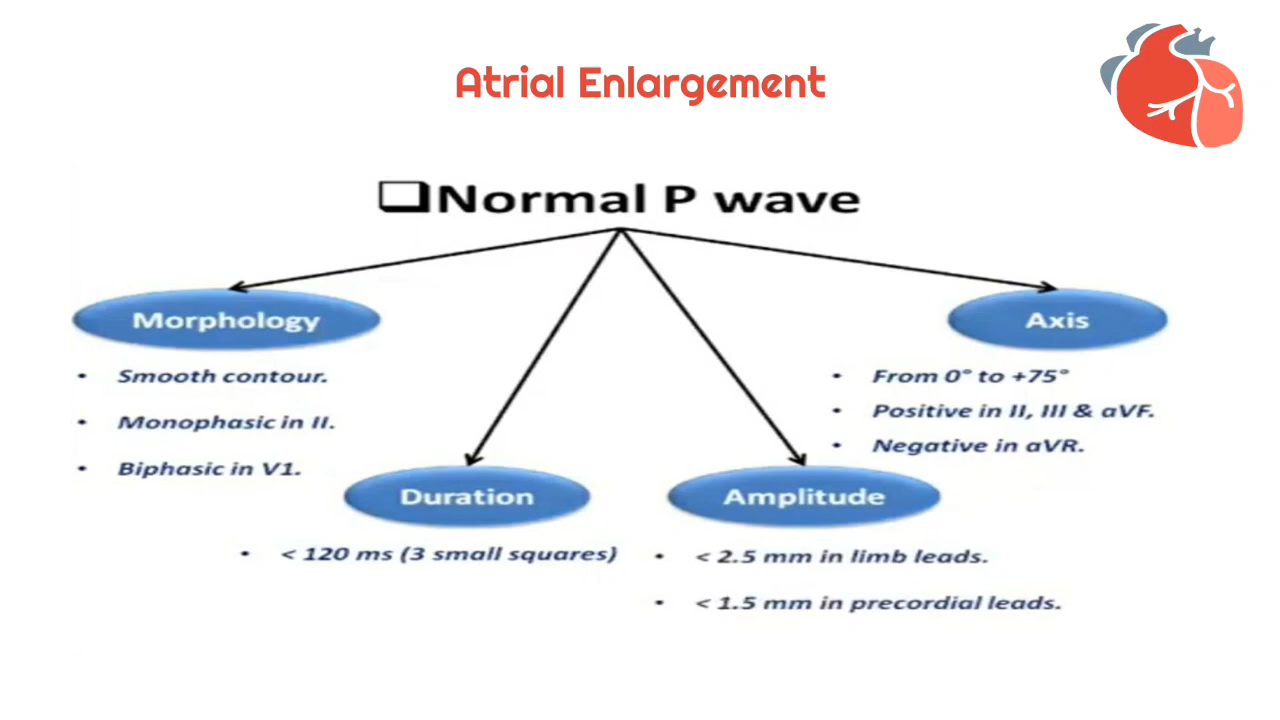 Atrial Enlargement
❑Normal P wave
Morphology
• Smooth contour.
• Monophasic in II.
• Biphasic in V1.
Duration
• < 120 ms (3 small squares)
Amplitude
• < 2.5 mm in limb leads.
• < 1.5 mm in precordial leads.
Axis
• From 0° to +75°
• Positive in II, III & aVF.
• Negative in aVR.